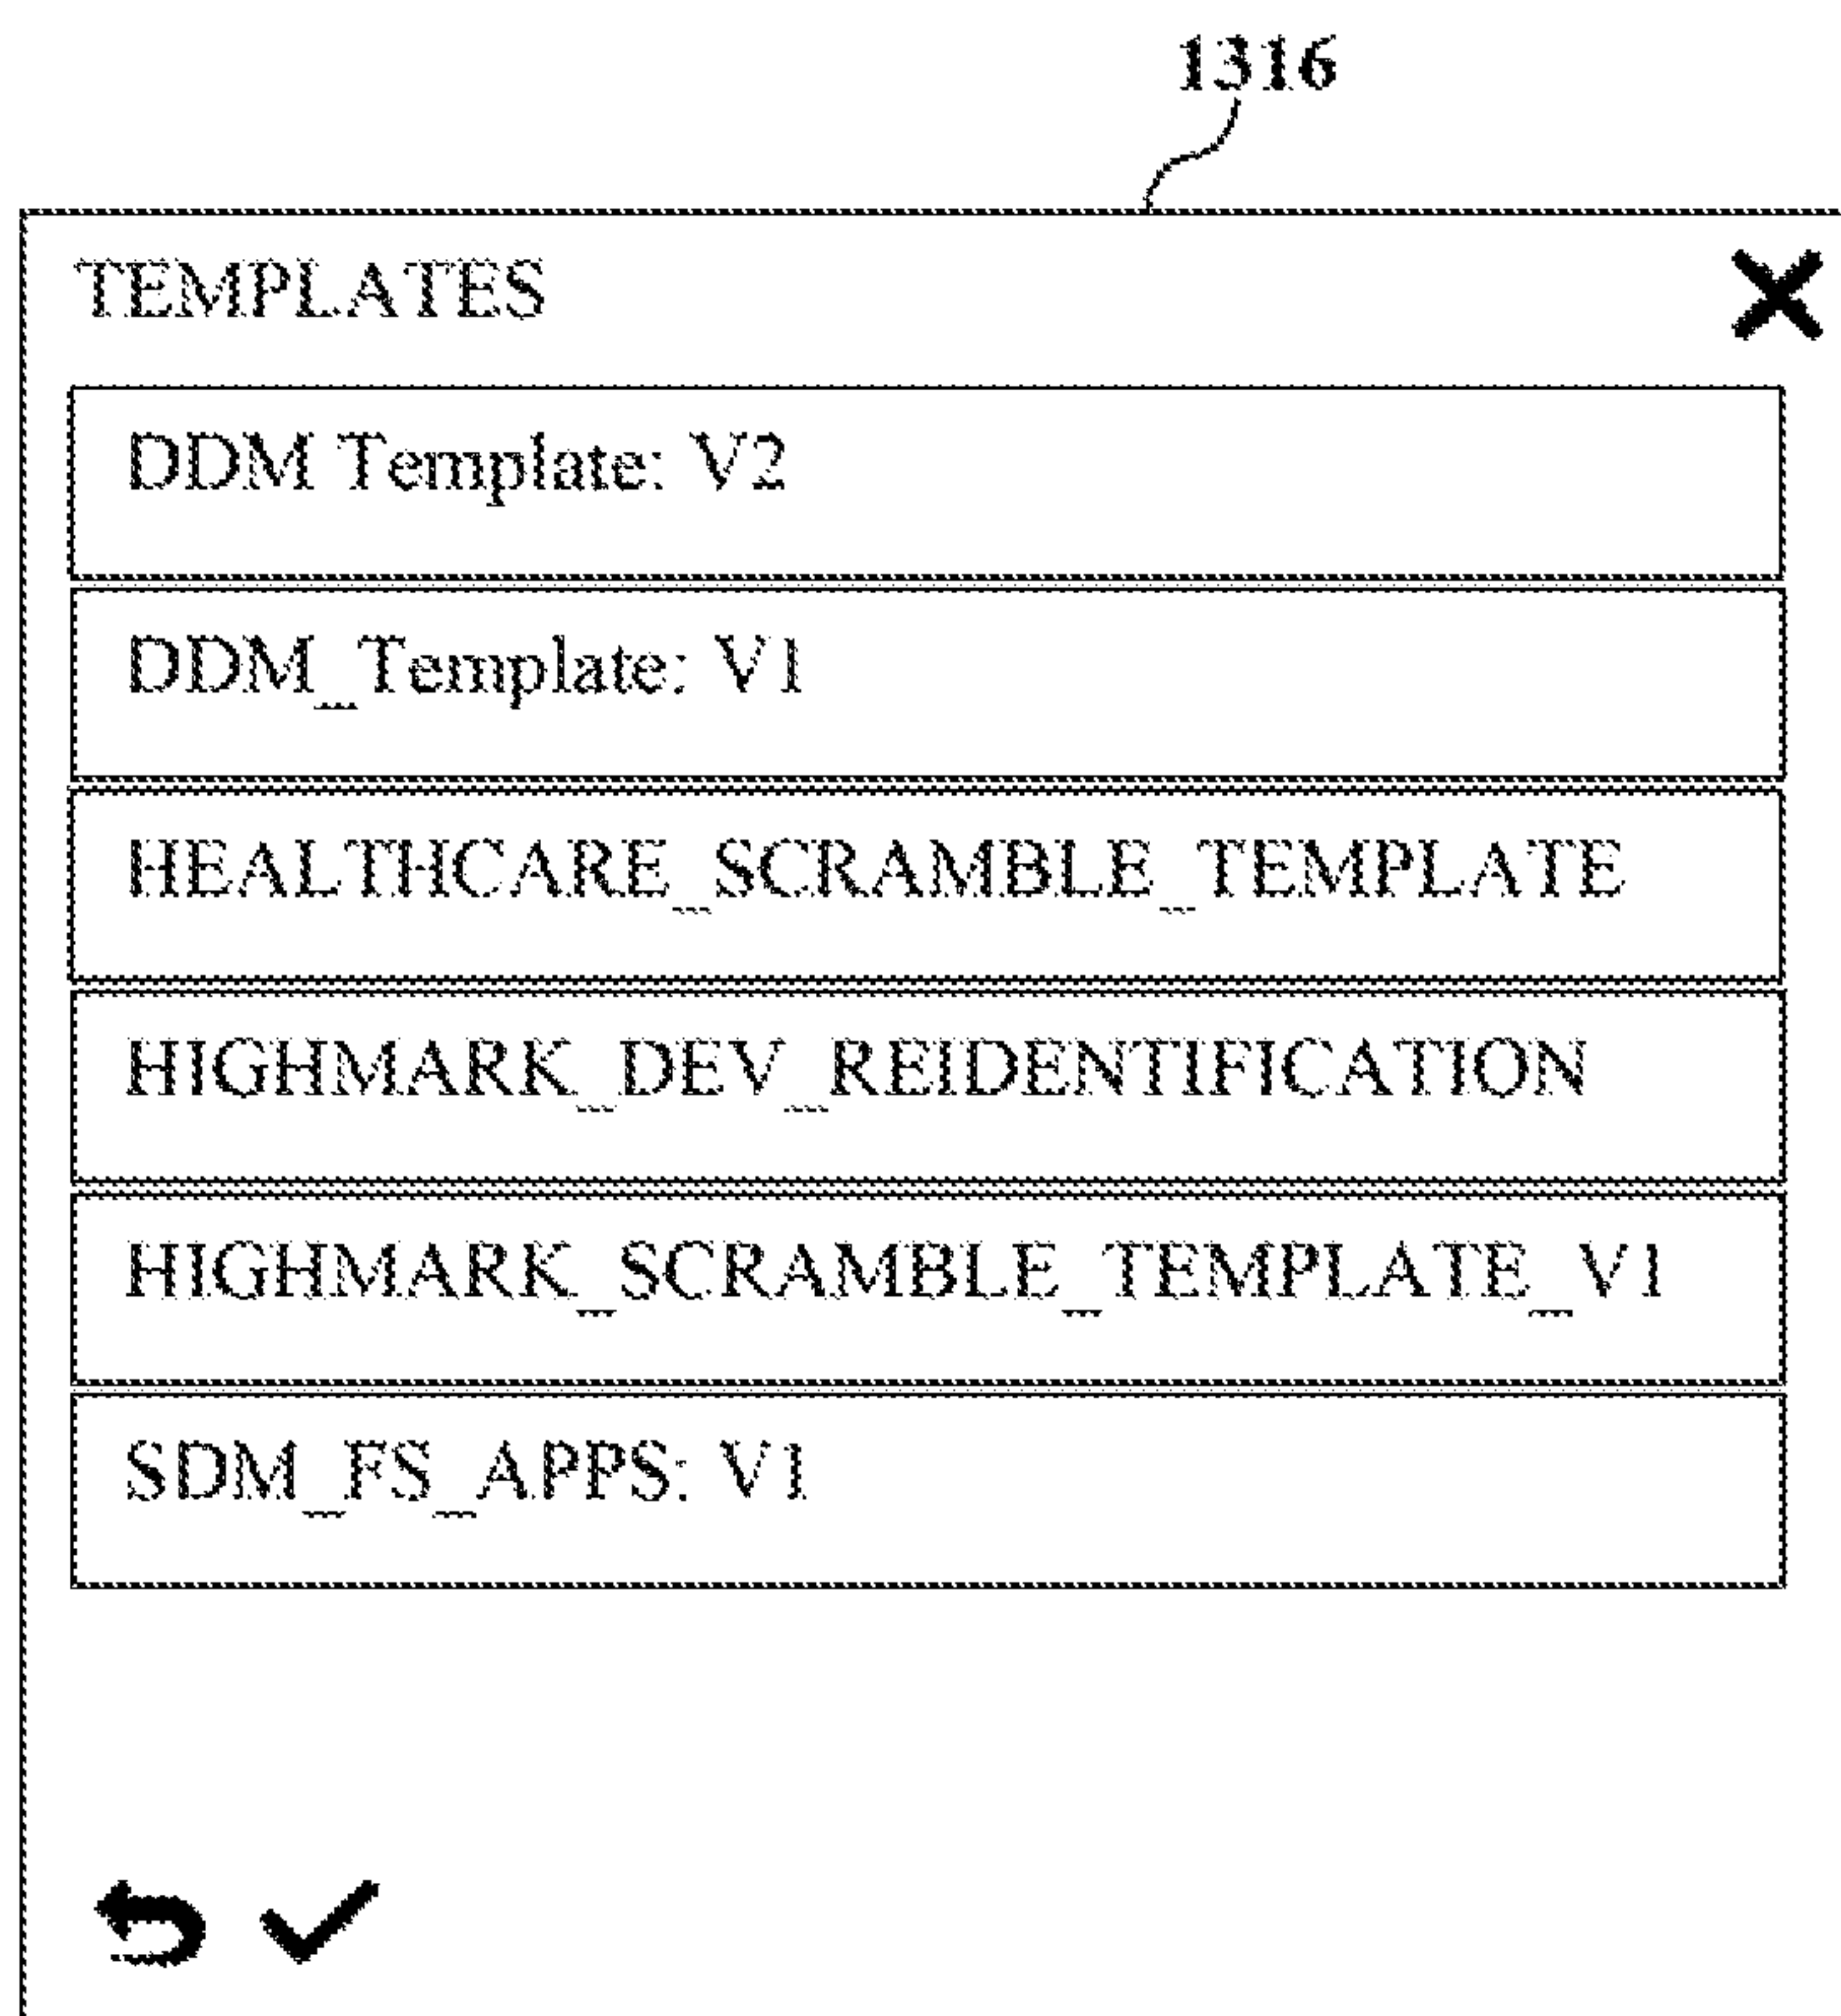 1316
TEMPLATES
DDM Template: V2
DDM_Template: V1
HEALTHCARE_SCRAMBLE_TEMPLATE
HIGHMARK_DEV_REIDENTIFICATION
HIGHMARK_SCRAMBLE_TEMPLATE_V1
SDM_FS_APPS: V1